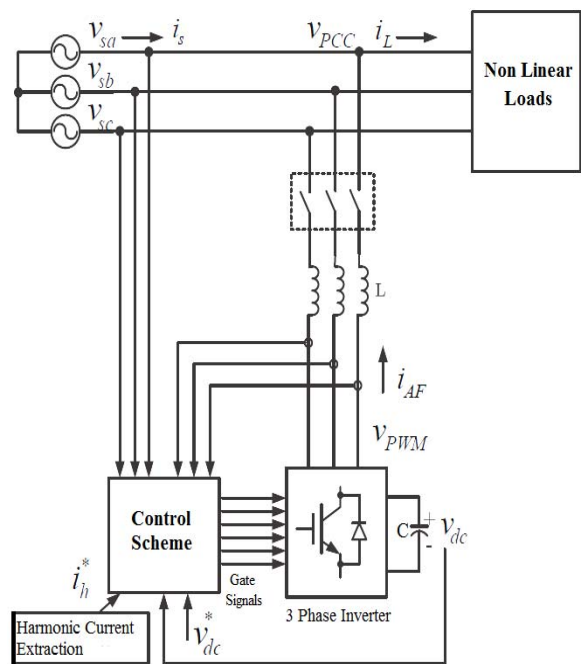 v_sa
i_s
v_PCC
i_L
v_sb
v_sc
Non Linear
Loads
L
i_AF
v_PWM
Control
Scheme
Gate
Signals
3 Phase Inverter
C
+
-
v_dc
i_h^*
v_dc^*
Harmonic Current
Extraction